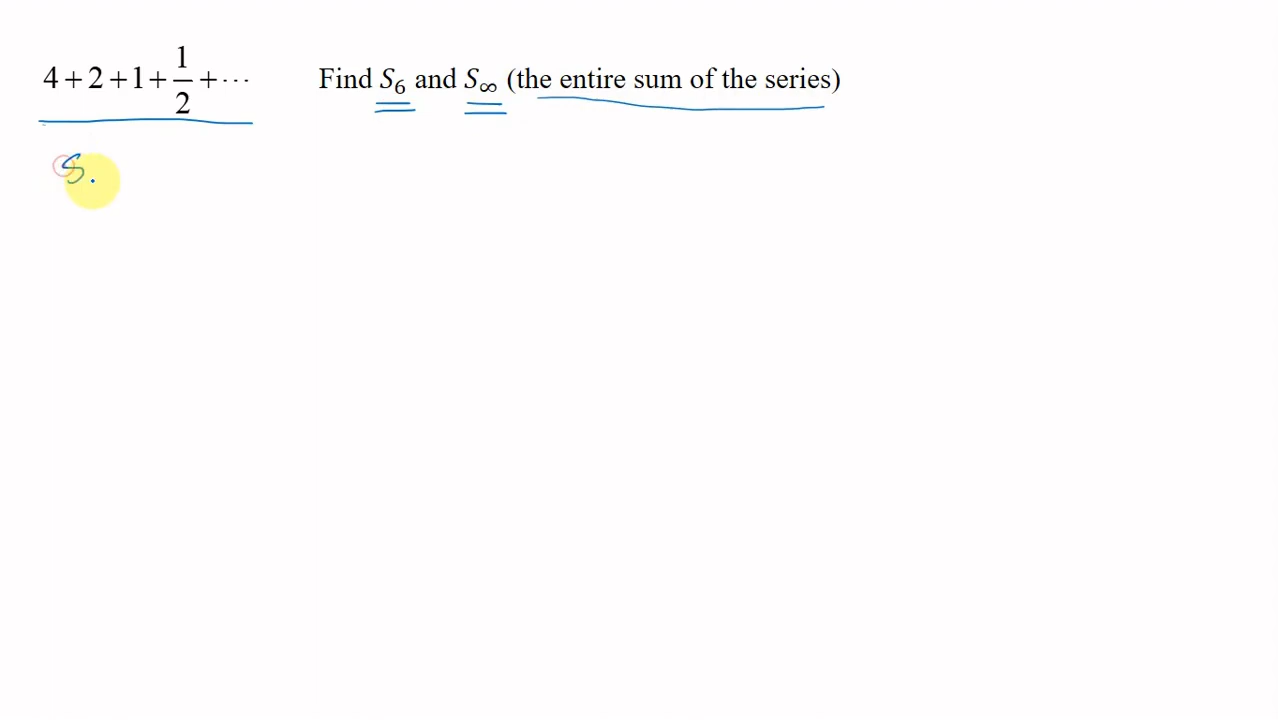 4 + 2 + 1 + 1/2 + ⋯ Find S₆ and S∞ (the entire sum of the series)
S.